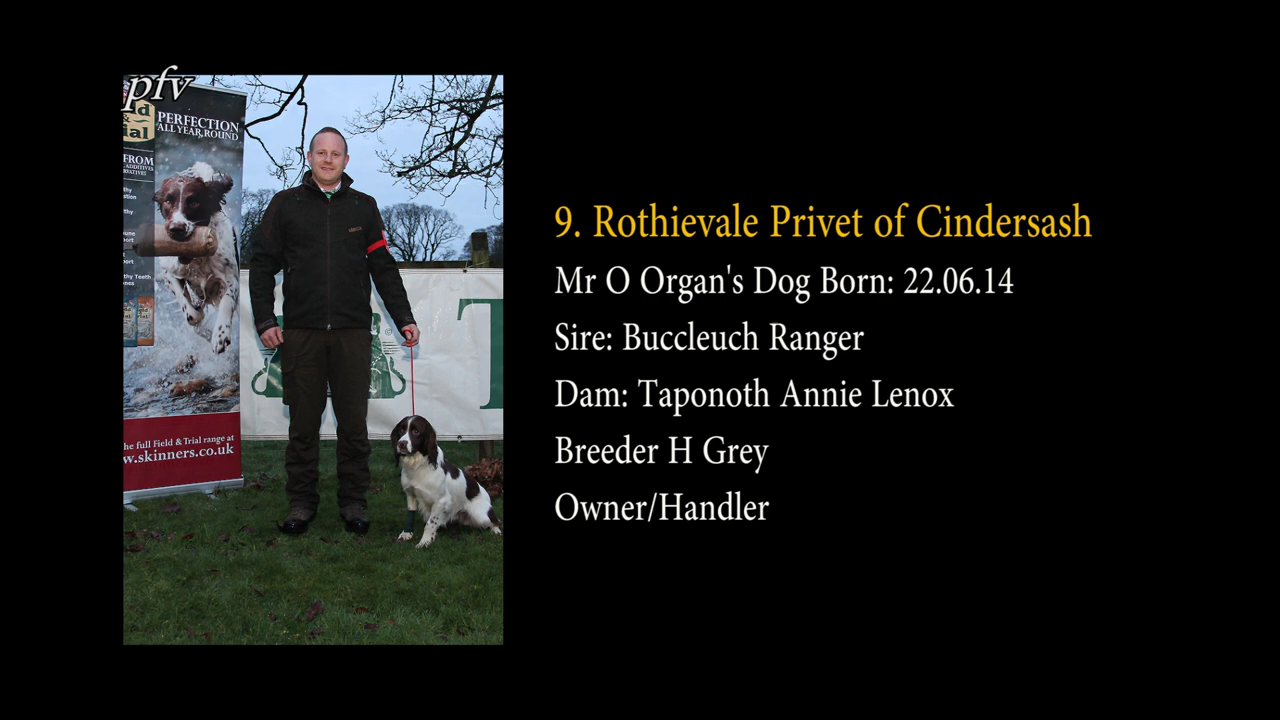 pfv
PERFECTION
ALL YEAR ROUND
FROM
9. Rothievale Privet of Cindersash
Mr O Organ's Dog Born: 22.06.14
Sire: Buccleuch Ranger
Dam: Taponoth Annie Lenox
Breeder H Grey
Owner/Handler
T
he full Field & Trial range at
w.skinners.co.uk